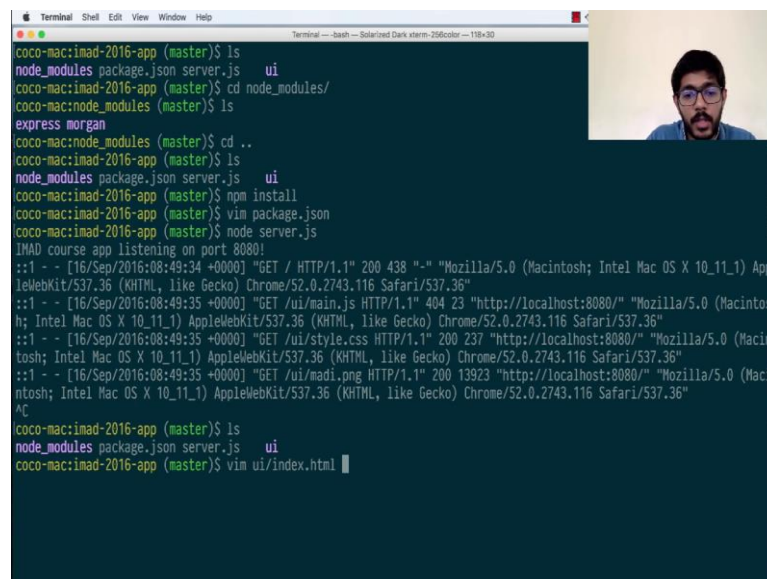 Terminal Shell Edit View Window Help
Terminal — -bash — Solarized Dark xterm-256color — 118×30
coco-mac:imad-2016-app (master)$ ls
node_modules package.json server.js ui
coco-mac:imad-2016-app (master)$ cd node_modules/
coco-mac:node_modules (master)$ ls
express morgan
coco-mac:node_modules (master)$ cd ..
coco-mac:imad-2016-app (master)$ ls
node_modules package.json server.js ui
coco-mac:imad-2016-app (master)$ npm install
coco-mac:imad-2016-app (master)$ vim package.json
coco-mac:imad-2016-app (master)$ node server.js
IMAD course app listening on port 8080!
::1 - - [16/Sep/2016:08:49:34 +0000] "GET / HTTP/1.1" 200 438 "-" "Mozilla/5.0 (Macintosh; Intel Mac OS X 10_11_1) App
leWebKit/537.36 (KHTML, like Gecko) Chrome/52.0.2743.116 Safari/537.36"
::1 - - [16/Sep/2016:08:49:35 +0000] "GET /ui/main.js HTTP/1.1" 404 23 "http://localhost:8080/" "Mozilla/5.0 (Macintos
h; Intel Mac OS X 10_11_1) AppleWebKit/537.36 (KHTML, like Gecko) Chrome/52.0.2743.116 Safari/537.36"
::1 - - [16/Sep/2016:08:49:35 +0000] "GET /ui/style.css HTTP/1.1" 200 237 "http://localhost:8080/" "Mozilla/5.0 (Macin
tosh; Intel Mac OS X 10_11_1) AppleWebKit/537.36 (KHTML, like Gecko) Chrome/52.0.2743.116 Safari/537.36"
::1 - - [16/Sep/2016:08:49:35 +0000] "GET /ui/madi.png HTTP/1.1" 200 13923 "http://localhost:8080/" "Mozilla/5.0 (Mac
ntosh; Intel Mac OS X 10_11_1) AppleWebKit/537.36 (KHTML, like Gecko) Chrome/52.0.2743.116 Safari/537.36"
^C
coco-mac:imad-2016-app (master)$ ls
node_modules package.json server.js ui
coco-mac:imad-2016-app (master)$ vim ui/index.html